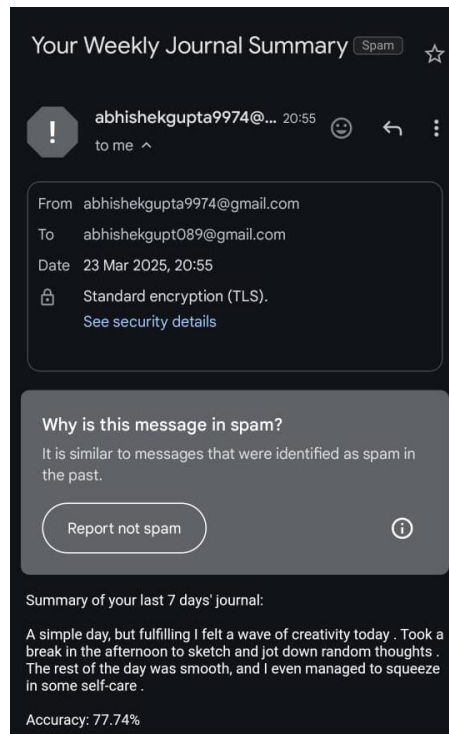 Your Weekly Journal Summary Spam
!
abhishekgupta9974@... 20:55
to me
From abhishekgupta9974@gmail.com
To abhishekgupt089@gmail.com
Date 23 Mar 2025, 20:55
Standard encryption (TLS).
See security details
Why is this message in spam?
It is similar to messages that were identified as spam in
the past.
Report not spam
Summary of your last 7 days' journal:
A simple day, but fulfilling I felt a wave of creativity today . Took a
break in the afternoon to sketch and jot down random thoughts .
The rest of the day was smooth, and I even managed to squeeze
in some self-care .
Accuracy: 77.74%